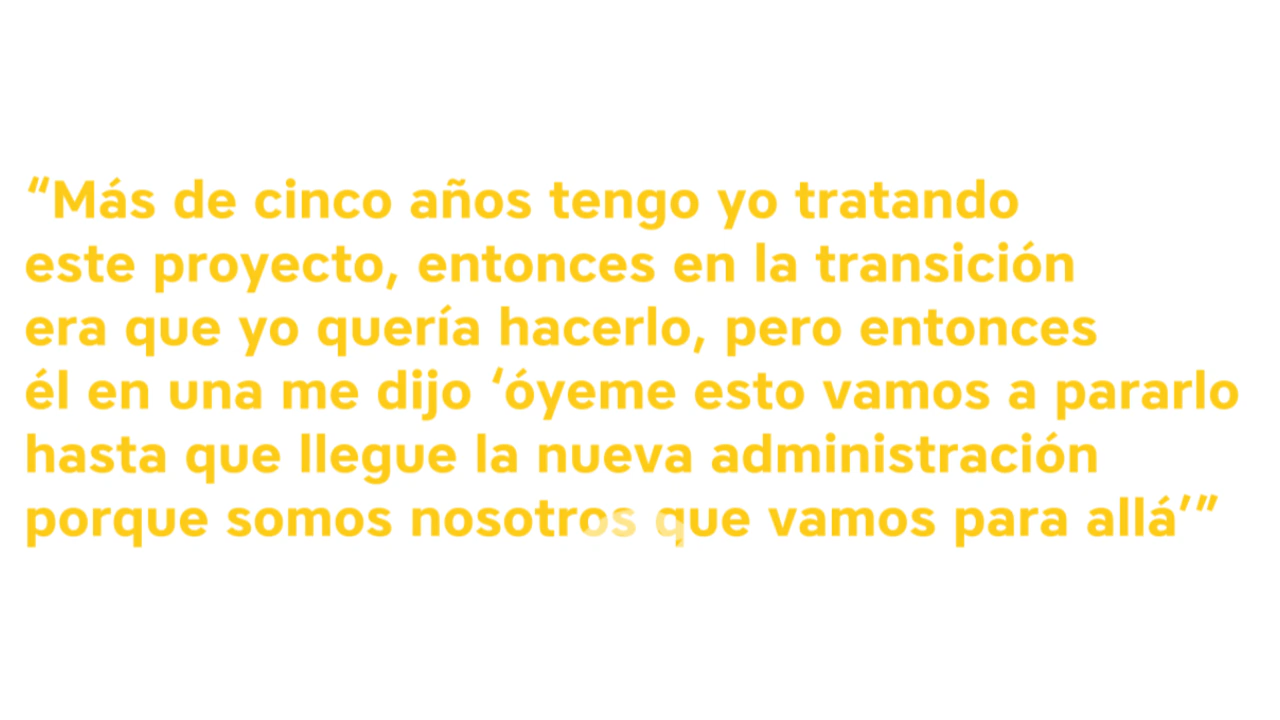 “Más de cinco años tengo yo tratando
este proyecto, entonces en la transición
era que yo quería hacerlo, pero entonces
él en una me dijo ‘óyeme esto vamos a pararlo
hasta que llegue la nueva administración
porque somos nosotros que vamos para allá’”